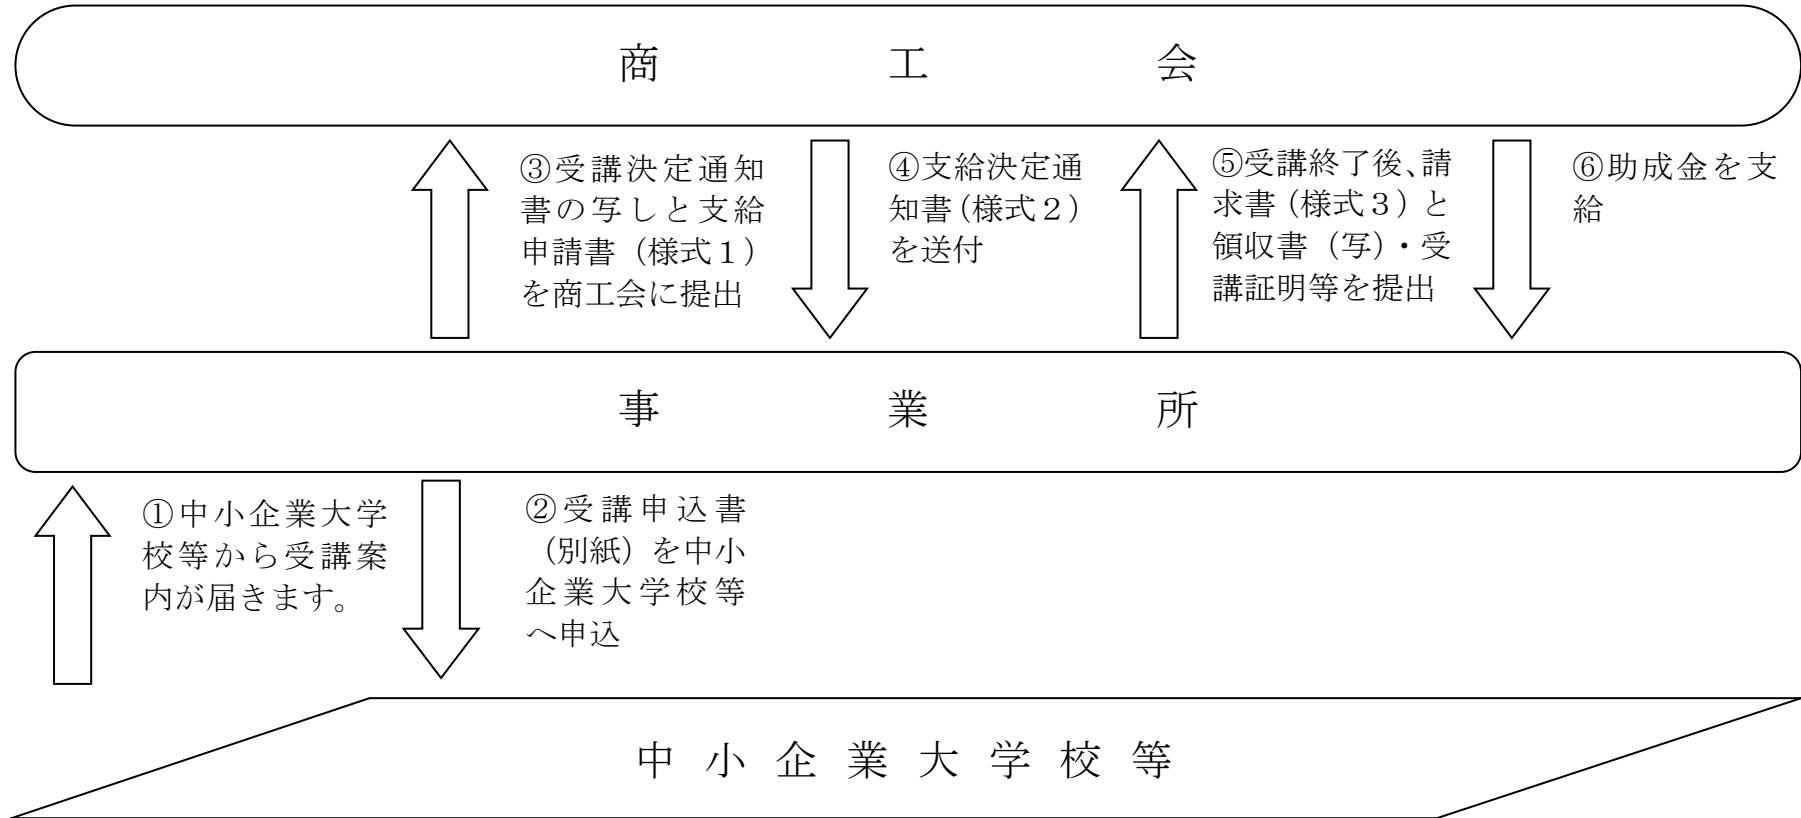 商工会
③受講決定通知
書の写しと支給
申請書（様式１）
を商工会に提出
④支給決定通
知書（様式２）
を送付
⑤受講終了後、請
求書（様式３）と
領収書（写）・受
講証明等を提出
⑥助成金を支
給
事業所
①中小企業大学
校等から受講案
内が届きます。
②受講申込書
（別紙）を中小
企業大学校等
へ申込
中小企業大学校等